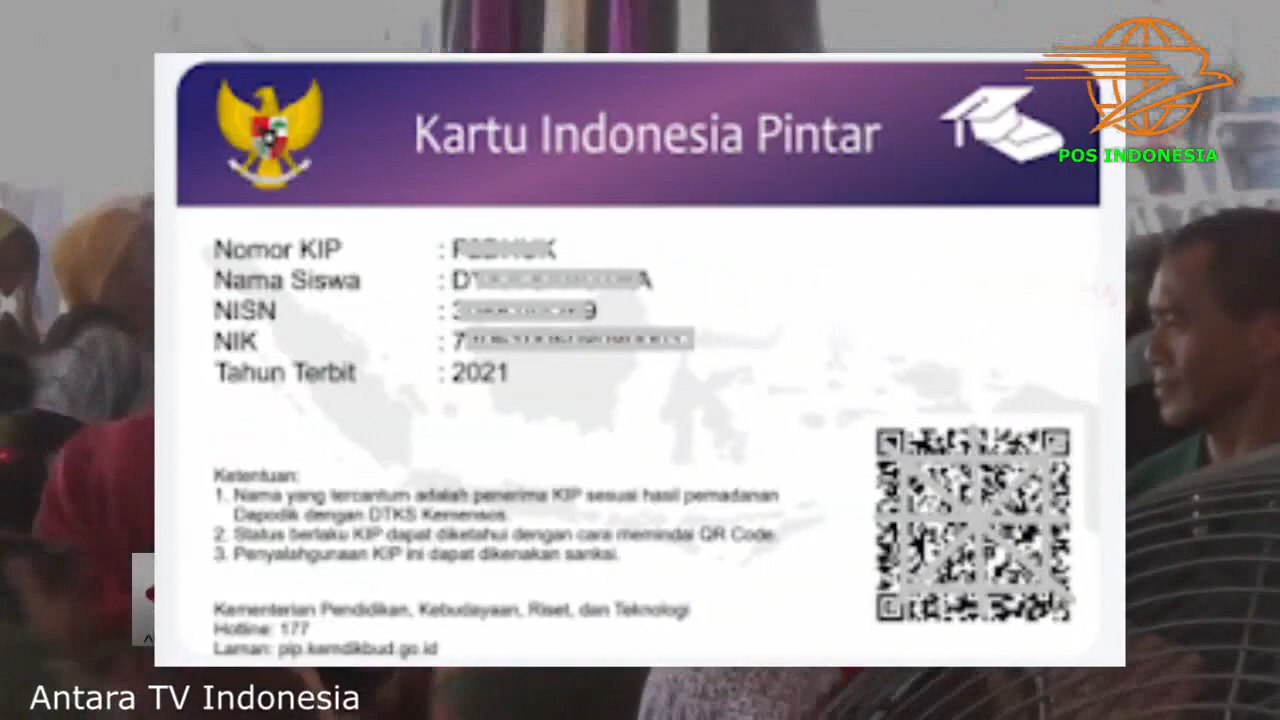 Kartu Indonesia Pintar
POS INDONESIA
Nomor KIP :
Nama Siswa :
NISN :
NIK :
Tahun Terbit : 2021
Ketentuan:
1. Nama yang tercantum adalah penerima KIP sesuai hasil pemadanan
Dapodik dengan DTKS Kemensos.
2. Status berlaku KIP dapat diketahui dengan cara memindai QR Code.
3. Penyalahgunaan KIP ini dapat dikenakan sanksi.
Kementerian Pendidikan, Kebudayaan, Riset, dan Teknologi
Hotline: 177
Laman: pip.kemdikbud.go.id
Antara TV Indonesia